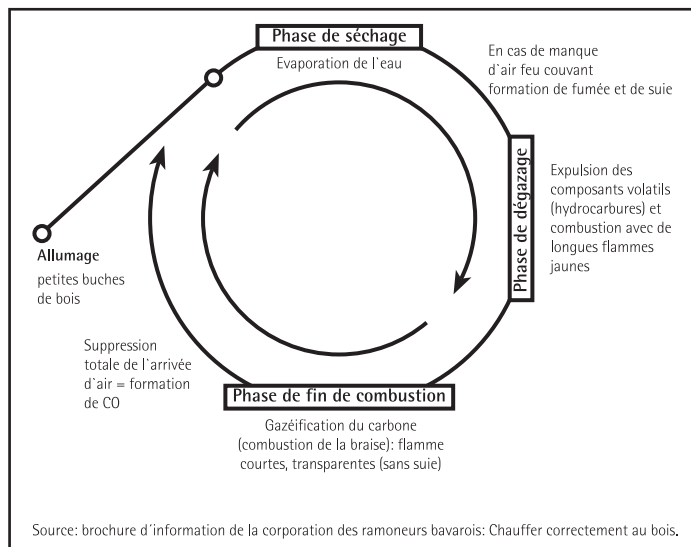 Phase de séchage
Evaporation de l`eau
En cas de manque
d`air feu couvant
formation de fumée et de suie
Phase de dégazage
Expulsion des
composants volatils
(hydrocarbures) et
combustion avec de
longues flammes
jaunes
Allumage
petites buches
de bois
Suppression
totale de l`arrivée
d`air = formation
de CO
Phase de fin de combustion
Gazéification du carbone
(combustion de la braise): flamme
courtes, transparentes (sans suie)
Source: brochure d´information de la corporation des ramoneurs bavarois: Chauffer correctement au bois.